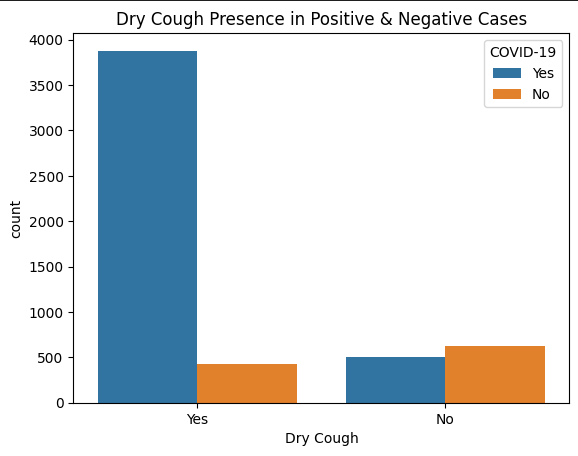 Dry Cough Presence in Positive & Negative Cases
COVID-19
Yes
No
4000
3500
3000
2500
2000
1500
1000
500
0
count
Yes
No
Dry Cough